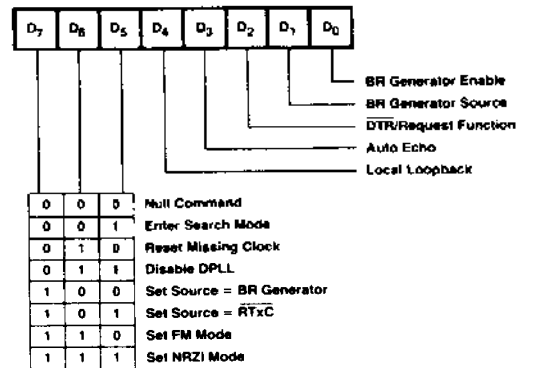 D7 D6 D5 D4 D3 D2 D1 D0
BR Generator Enable
BR Generator Source
DTR/Request Function
Auto Echo
Local Loopback
0 0 0 Null Command
0 0 1 Enter Search Mode
0 1 0 Reset Missing Clock
0 1 1 Disable DPLL
1 0 0 Set Source = BR Generator
1 0 1 Set Source = RTxC
1 1 0 Set FM Mode
1 1 1 Set NRZI Mode